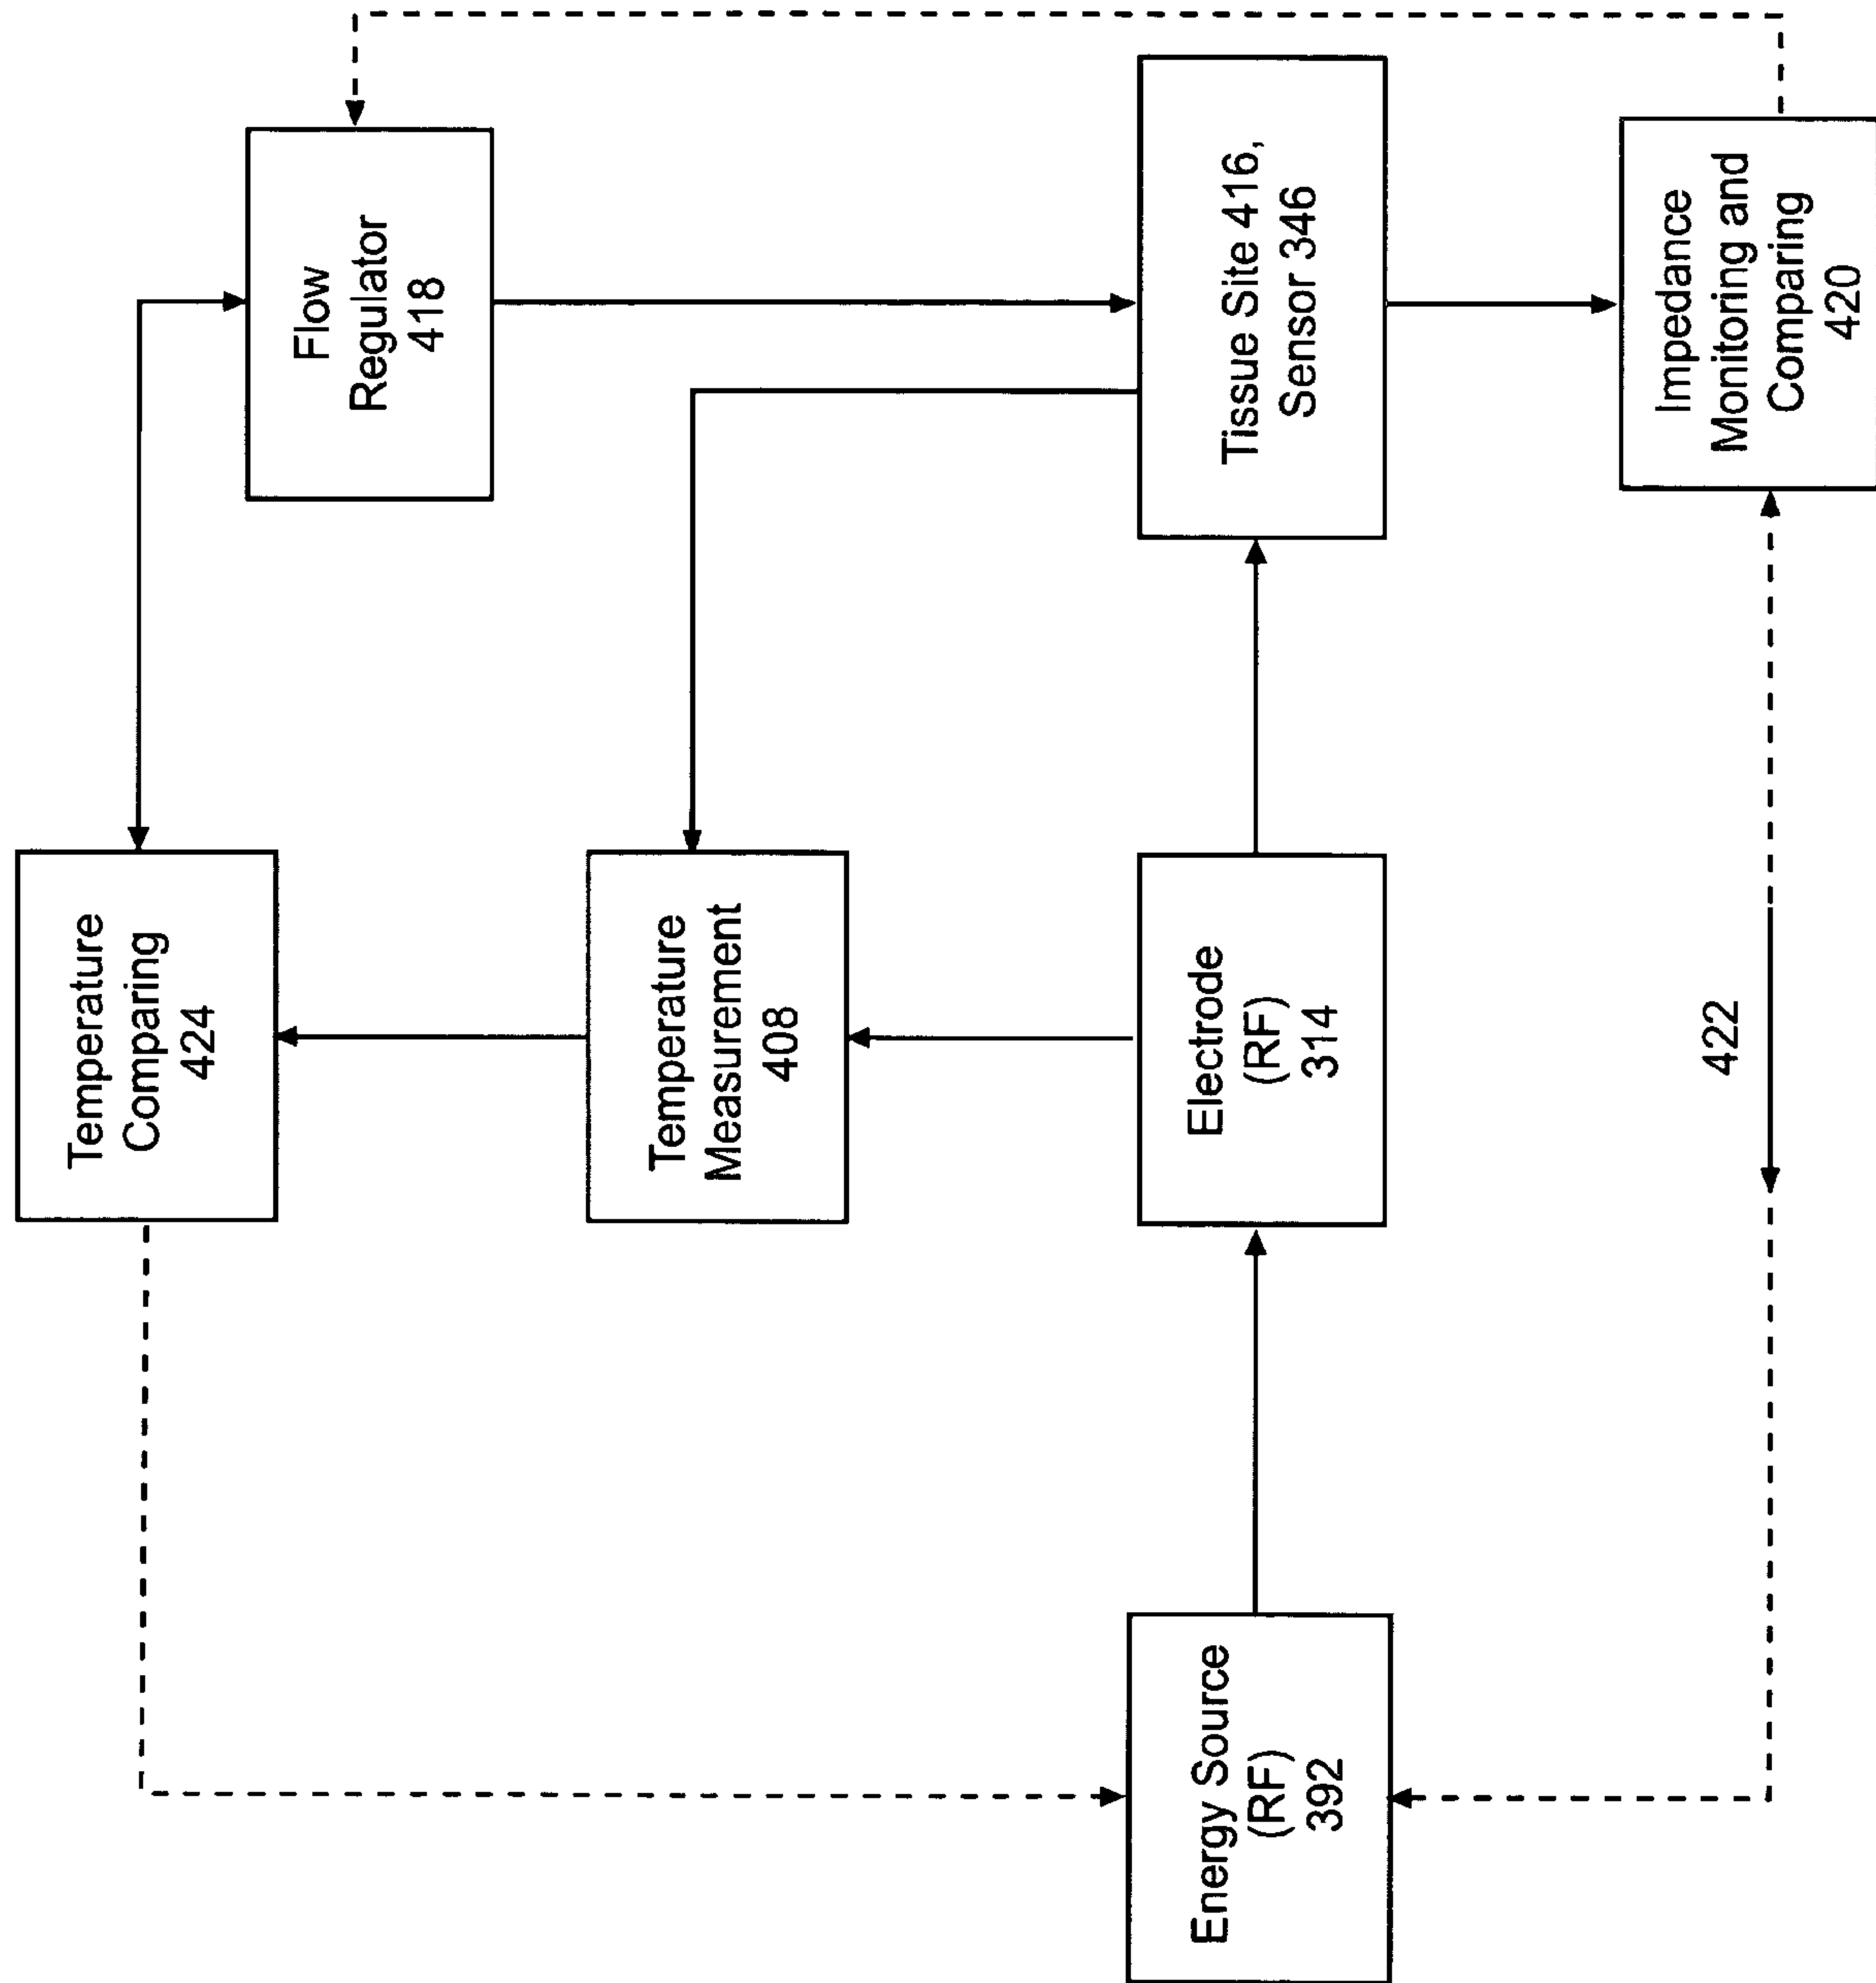 Temperature
Comparing
424
Flow
Regulator
418
Temperature
Measurement
408
Energy Source
(RF)
392
Electrode
(RF)
314
Tissue Site 416,
Sensor 346
422
Impedance
Monitoring and
Comparing
420